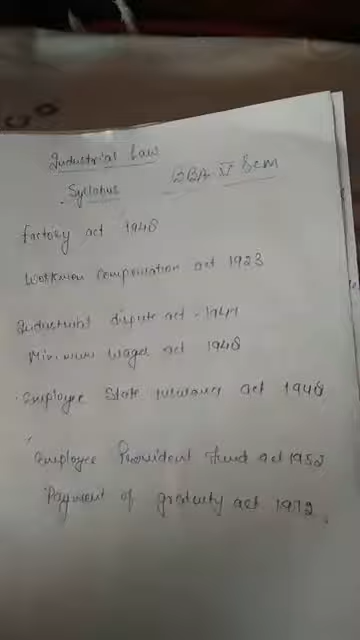 Industrial Law
Syllabus BBA V Sem
Factory act 1948
Workmen Compensation act 1923
Industrial dispute act - 1947
Minimum wages act 1948
Employee State insurance act 1948
Employee Provident Fund act 1952
Payment of gratuity act 1972